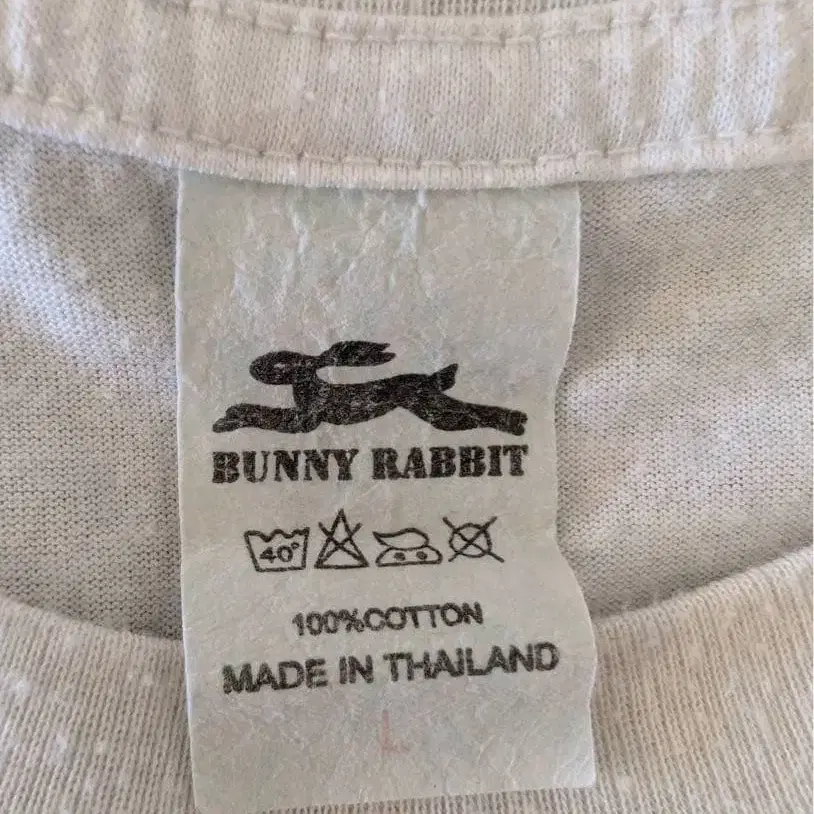 BUNNY RABBIT
40°
100%COTTON
MADE IN THAILAND
L